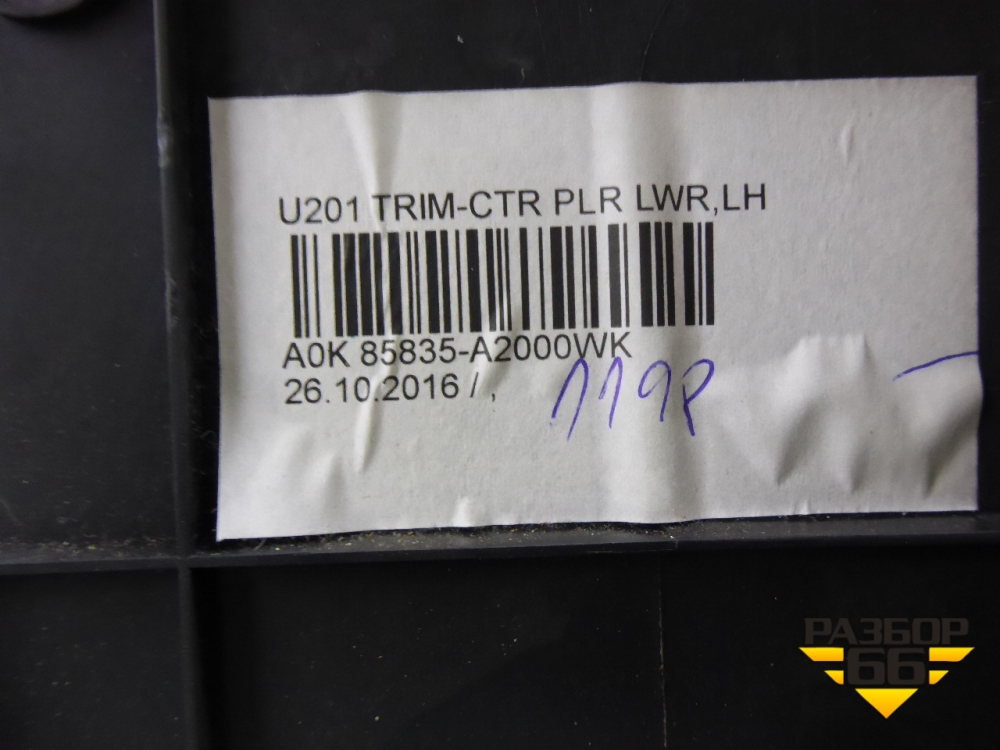 U201 TRIM-CTR PLR LWR,LH
A0K 85835-A2000WK
26.10.2016 / ,
РАЗБОР
66